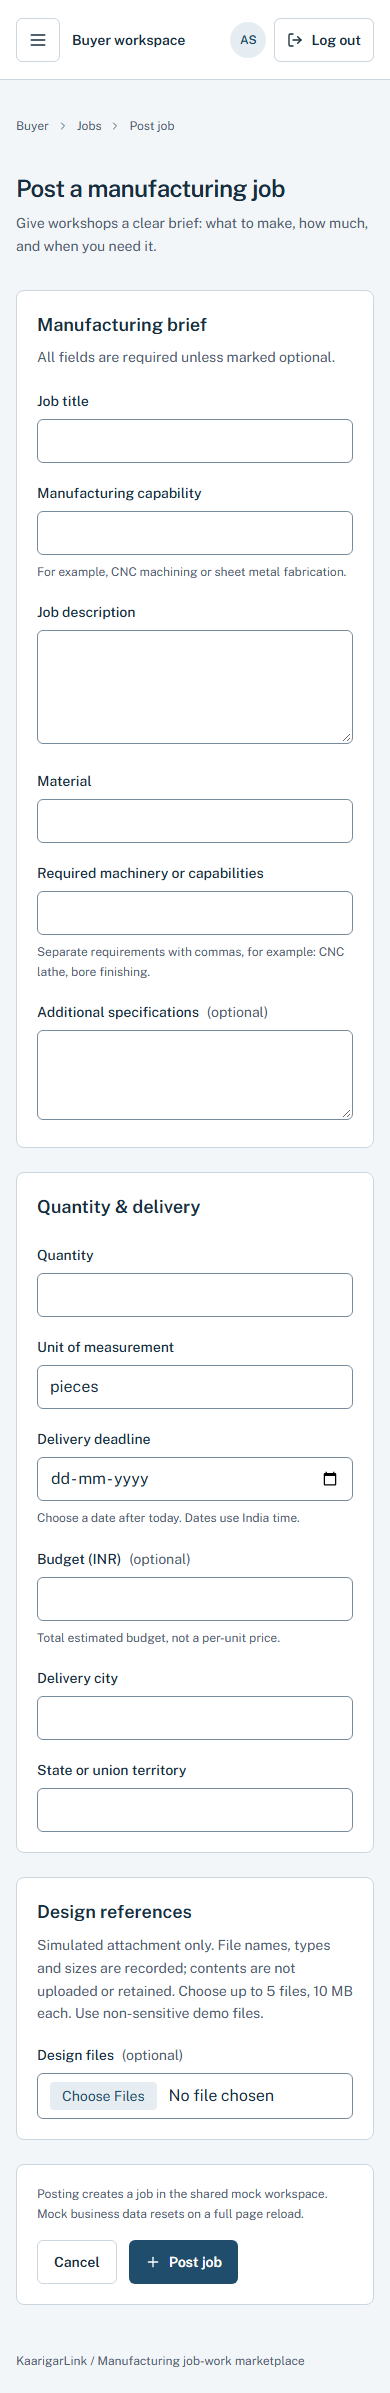 Buyer workspace
AS
Log out
Buyer > Jobs > Post job
Post a manufacturing job
Give workshops a clear brief: what to make, how much,
and when you need it.
Manufacturing brief
All fields are required unless marked optional.
Job title
Manufacturing capability
For example, CNC machining or sheet metal fabrication.
Job description
Material
Required machinery or capabilities
Separate requirements with commas, for example: CNC
lathe, bore finishing.
Additional specifications (optional)
Quantity & delivery
Quantity
Unit of measurement
pieces
Delivery deadline
dd-mm-yyyy
Choose a date after today. Dates use India time.
Budget (INR) (optional)
Total estimated budget, not a per-unit price.
Delivery city
State or union territory
Design references
Simulated attachment only. File names, types
and sizes are recorded; contents are not
uploaded or retained. Choose up to 5 files, 10 MB
each. Use non-sensitive demo files.
Design files (optional)
Choose Files No file chosen
Posting creates a job in the shared mock workspace.
Mock business data resets on a full page reload.
Cancel
+ Post job
KaarigarLink / Manufacturing job-work marketplace